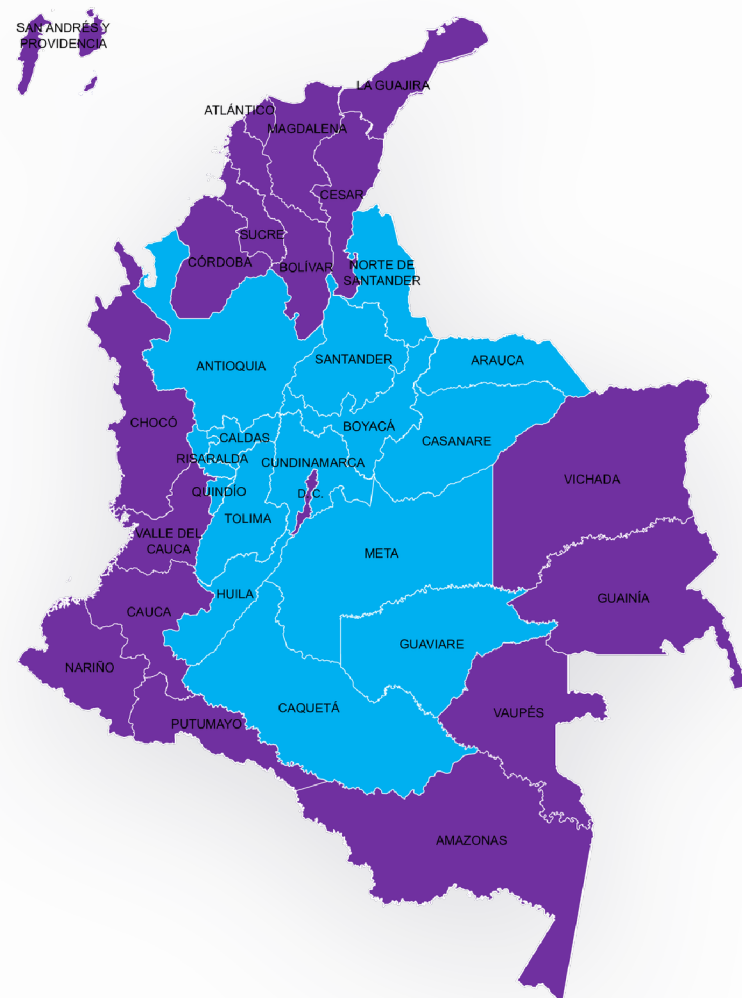 SAN ANDRÉS Y
PROVIDENCIA
LA GUAJIRA
ATLÁNTICO
MAGDALENA
CESAR
SUCRE
CÓRDOBA
BOLÍVAR
NORTE DE
SANTANDER
ANTIOQUIA
SANTANDER
ARAUCA
CHOCÓ
BOYACÁ
CALDAS
CASANARE
RISARALDA
CUNDINAMARCA
VICHADA
QUINDÍO
D. C.
TOLIMA
VALLE DEL
CAUCA
META
HUILA
GUAINÍA
CAUCA
GUAVIARE
NARIÑO
CAQUETÁ
VAUPÉS
PUTUMAYO
AMAZONAS